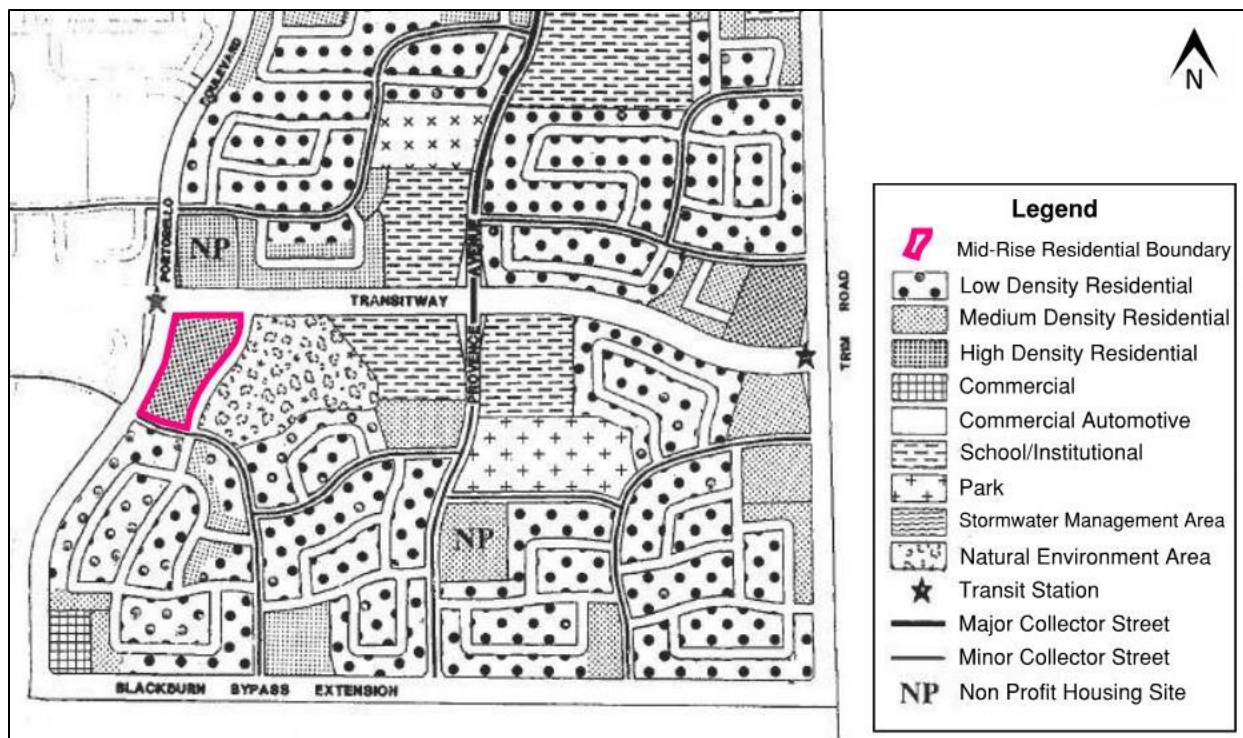 BOULEVARD
PORTOBELLO
NP
TRANSITWAY
AVENUE
PROVENCE
TRIM ROAD
NP
BLACKBURN BYPASS EXTENSION
N
Legend
Mid-Rise Residential Boundary
Low Density Residential
Medium Density Residential
High Density Residential
Commercial
Commercial Automotive
School/Institutional
Park
Stormwater Management Area
Natural Environment Area
Transit Station
Major Collector Street
Minor Collector Street
NP Non Profit Housing Site